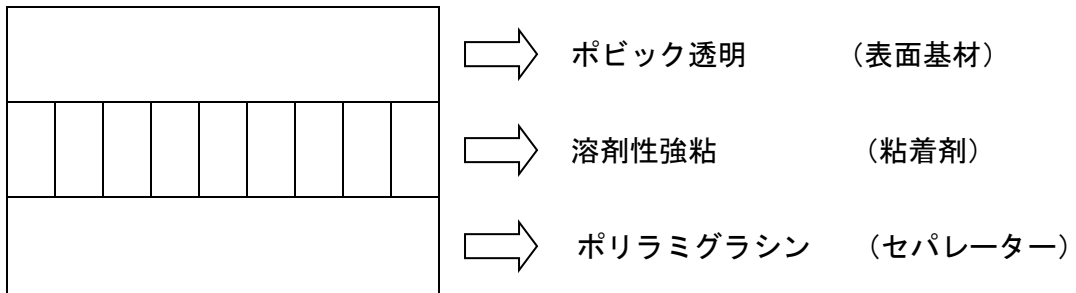 ポビック透明 （表面基材）
溶剤性強粘 （粘着剤）
ポリラミグラシン （セパレーター）